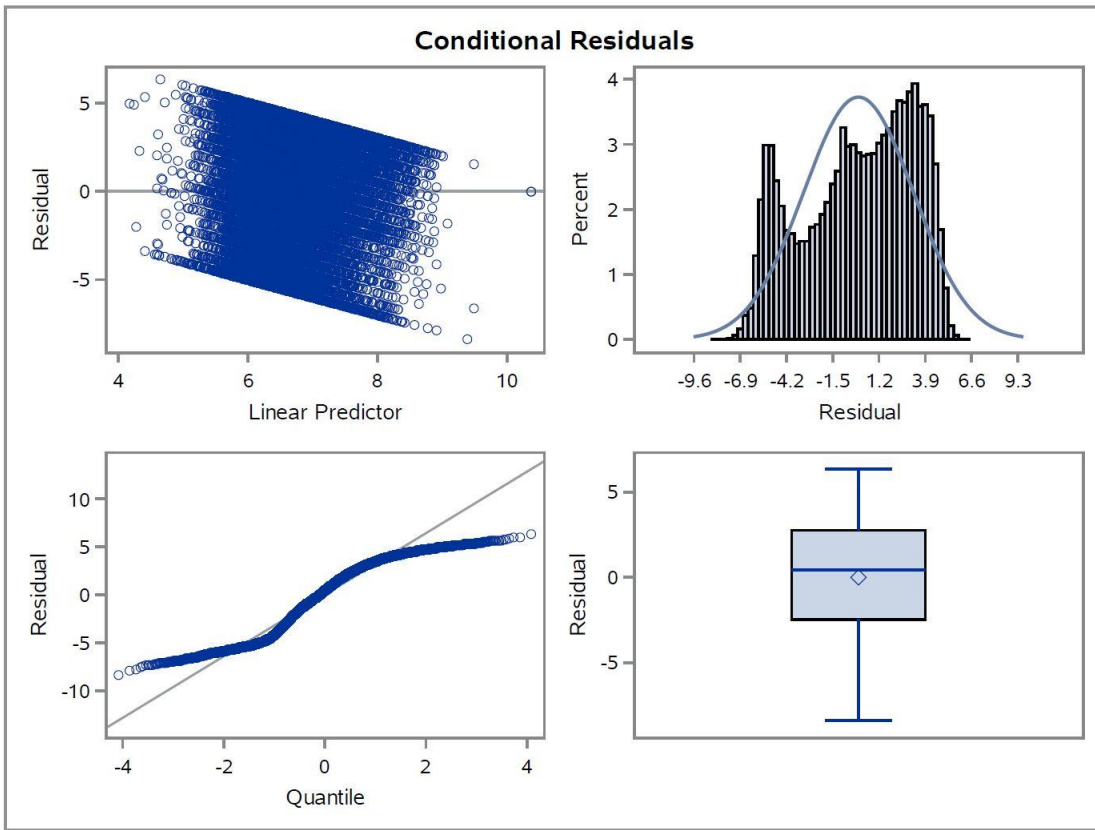 Conditional Residuals
5
0
-5
Residual
4 6 8 10
Linear Predictor
4
3
2
1
0
Percent
-9.6 -6.9 -4.2 -1.5 1.2 3.9 6.6 9.3
Residual
10
5
0
-5
-10
Residual
-4 -2 0 2 4
Quantile
5
0
-5
Residual